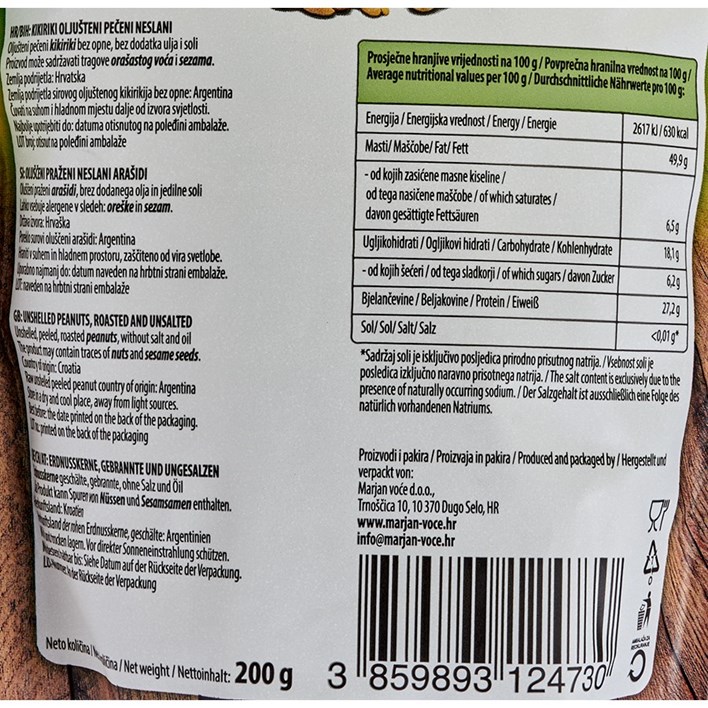 HR/BIH: KIKIRIKI OLJUŠTENI PEČENI NESLANI
Oljušteni pečeni kikiriki bez opne, bez dodatka ulja i soli
Proizvod može sadržavati tragove orašastog voća i sezama.
Zemlja podrijetla: Hrvatska
Zemlja podrijetla sirovog oljuštenog kikirikija bez opne: Argentina
Čuvati na suhom i hladnom mjestu dalje od izvora svjetlosti.
Najbolje upotrijebiti do: datuma otisnutog na poleđini ambalaže.
LOT broj: otisnut na poleđini ambalaže
SI: OLUŠČENI PRAŽENI NESLANI ARAŠIDI
Oluščeni praženi arašidi, brez dodanega olja in jedilne soli
Lahko vsebuje alergene v sledeh: oreške in sezam.
Država izvora: Hrvaška
surovi oluščeni arašidi: Argentina
Hraniti v suhem in hladnem prostoru, zaščiteno od vira svetlobe.
Uporabno najmanj do: datum naveden na hrbtni strani embalaže.
LOT: naveden na hrbtni strani embalaže
GB: UNSHELLED PEANUTS, ROASTED AND UNSALTED
Unshelled, peeled, roasted peanuts, without salt and oil
The product may contain traces of nuts and sesame seeds.
Country of origin: Croatia
Raw unshelled peeled peanut country of origin: Argentina
Store in a dry and cool place, away from light sources.
Best before: the date printed on the back of the packaging.
printed on the back of the packaging
AT: ERDNUSSKERNE, GEBRANNTE UND UNGESALZEN
geschälte, gebrannte, ohne Salz und Öl
Produkt kann Spuren von Nüssen und Sesamsamen enthalten.
Kroatien
der rohen Erdnusskerne, geschälte: Argentinien
trocken lagern. Vor direkter Sonneneinstrahlung schützen.
bis: Siehe Datum auf der Rückseite der Verpackung.
der Rückseite der Verpackung
Neto količina / / Net weight / Nettoinhalt: 200 g
Prosječne hranjive vrijednosti na 100 g / Povprečna hranilna vrednost na 100 g /
Average nutritional values per 100 g / Durchschnittliche Nährwerte pro 100 g:
Energija / Energijska vrednost / Energy / Energie 2617 kJ / 630 kcal
Masti / Maščobe / Fat / Fett 49,9 g
- od kojih zasićene masne kiseline /
od tega nasičene maščobe / of which saturates /
davon gesättigte Fettsäuren 6,5 g
Ugljikohidrati / Ogljikovi hidrati / Carbohydrate / Kohlenhydrate 18,1 g
- od kojih šećeri / od tega sladkorji / of which sugars / davon Zucker 6,2 g
Bjelančevine / Beljakovine / Protein / Eiweiß 27,2 g
Sol / Sol / Salt / Salz <0,01 g*
*Sadržaj soli je isključivo posljedica prirodno prisutnog natrija. / Vsebnost soli je
posledica izključno naravno prisotnega natrija. / The salt content is exclusively due to the
presence of naturally occurring sodium. / Der Salzgehalt ist ausschließlich eine Folge des
natürlich vorhandenen Natriums.
Proizvodi i pakira / Proizvaja in pakira / Produced and packaged by / Hergestellt und
verpackt von:
Marjan voće d.o.o.,
Trnoščica 10, 10 370 Dugo Selo, HR
www.marjan-voce.hr
info@marjan-voce.hr
3 859893 124730